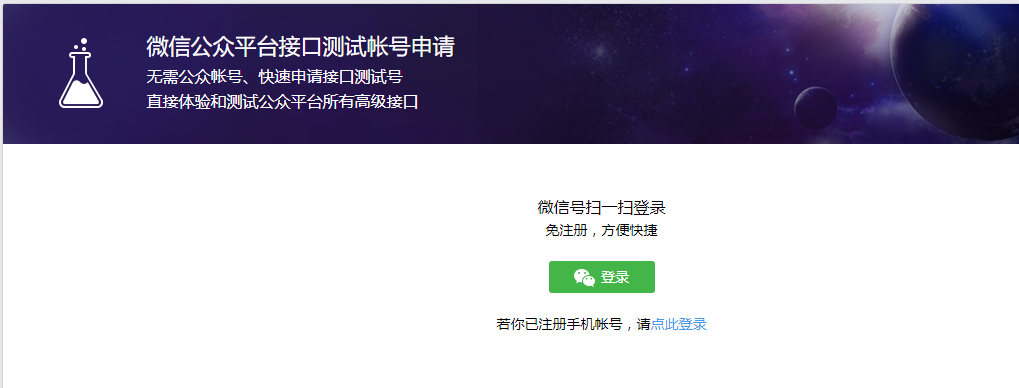 微信公众平台接口测试帐号申请
无需公众帐号、快速申请接口测试号
直接体验和测试公众平台所有高级接口
微信号扫一扫登录
免注册，方便快捷
登录
若你已注册手机帐号，请点此登录